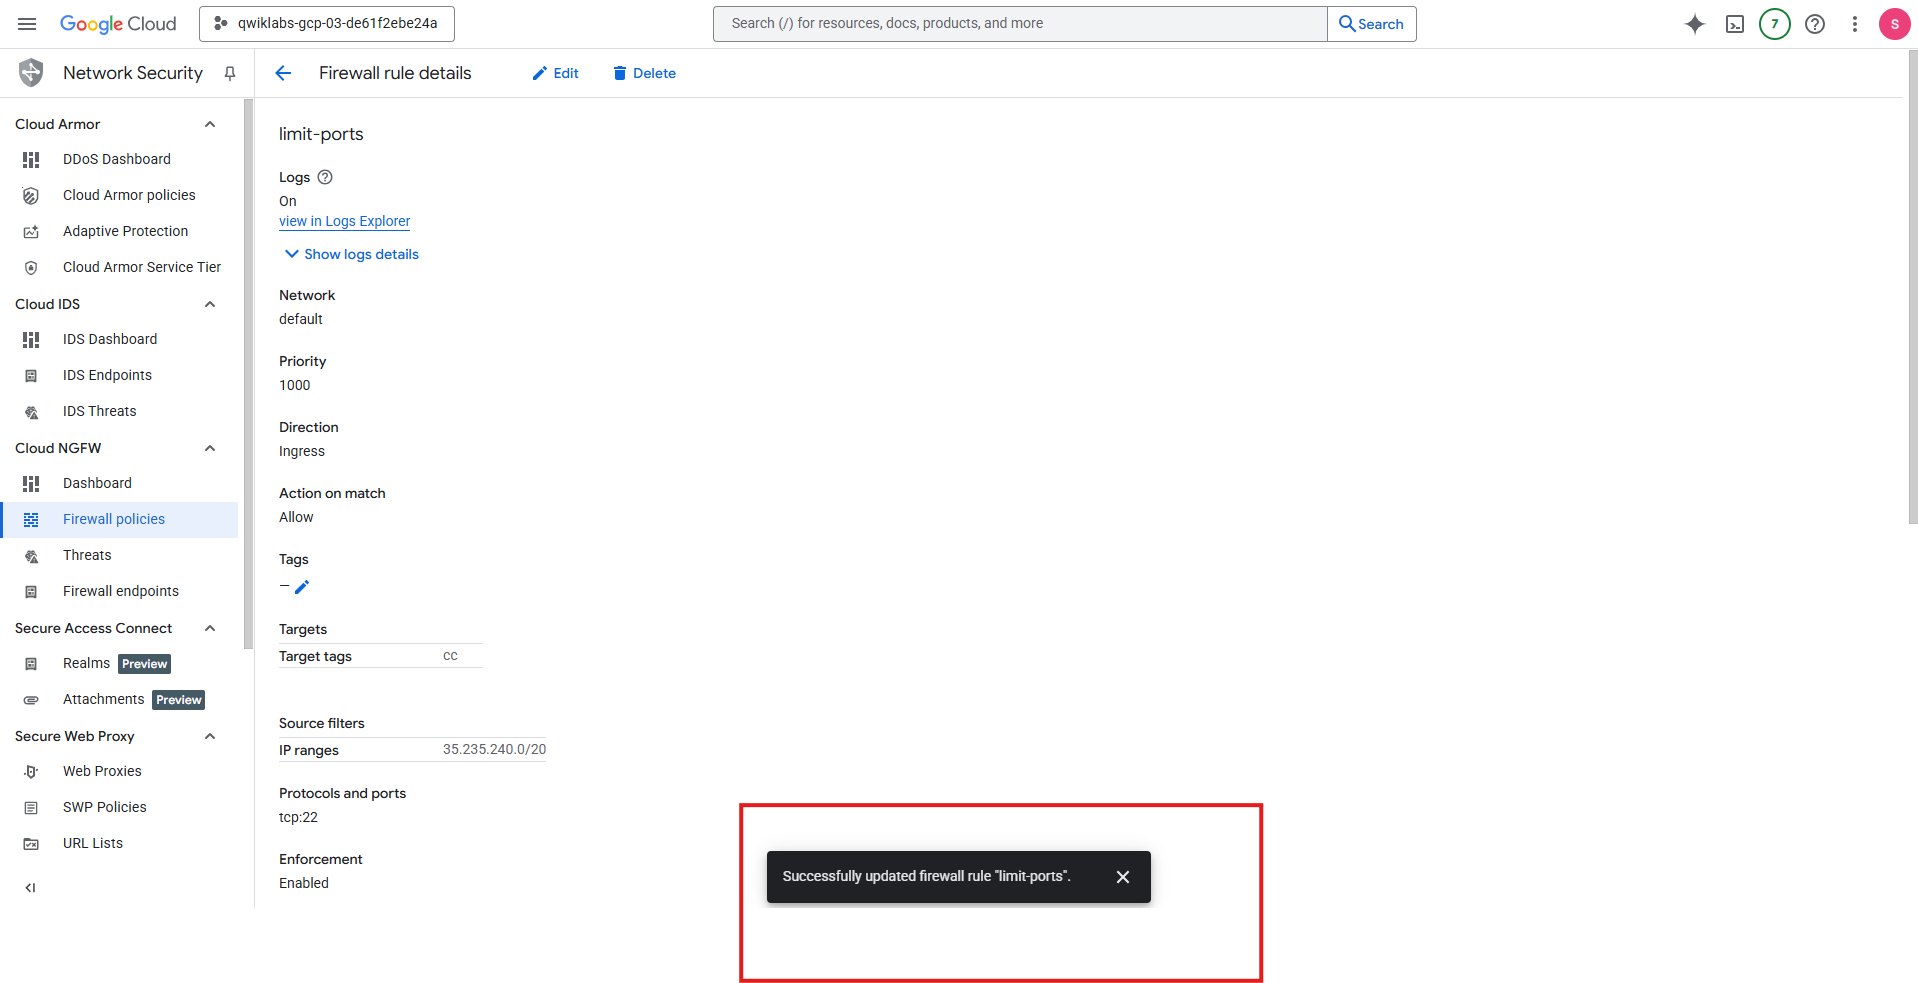 Google Cloud
qwiklabs-gcp-03-de61f2ebe24a
Search (/) for resources, docs, products, and more
Search
7
S
Network Security
Firewall rule details
Edit
Delete
Cloud Armor
DDoS Dashboard
Cloud Armor policies
Adaptive Protection
Cloud Armor Service Tier
Cloud IDS
IDS Dashboard
IDS Endpoints
IDS Threats
Cloud NGFW
Dashboard
Firewall policies
Threats
Firewall endpoints
Secure Access Connect
Realms Preview
Attachments Preview
Secure Web Proxy
Web Proxies
SWP Policies
URL Lists
limit-ports
Logs
On
view in Logs Explorer
Show logs details
Network
default
Priority
1000
Direction
Ingress
Action on match
Allow
Tags
—
Targets
Target tags cc
Source filters
IP ranges 35.235.240.0/20
Protocols and ports
tcp:22
Enforcement
Enabled
Successfully updated firewall rule "limit-ports".